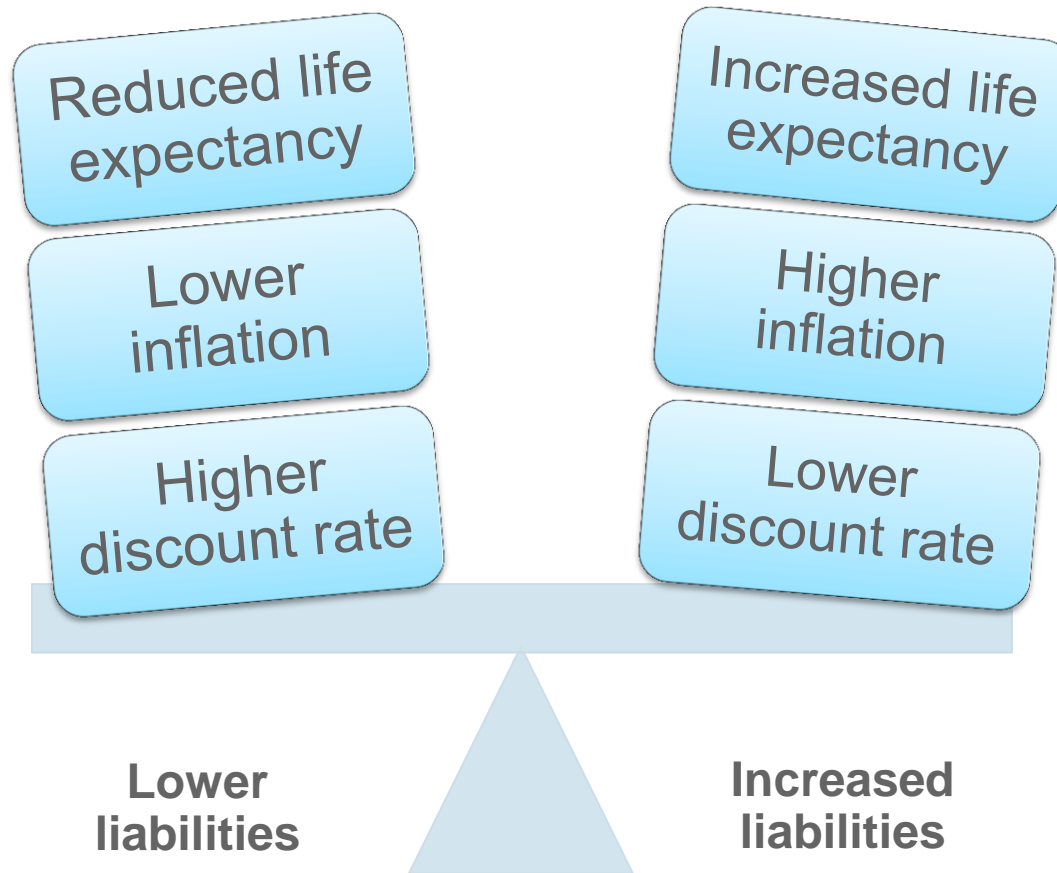 Reduced life
expectancy
Lower
inflation
Higher
discount rate
Increased life
expectancy
Higher
inflation
Lower
discount rate
Lower
liabilities
Increased
liabilities